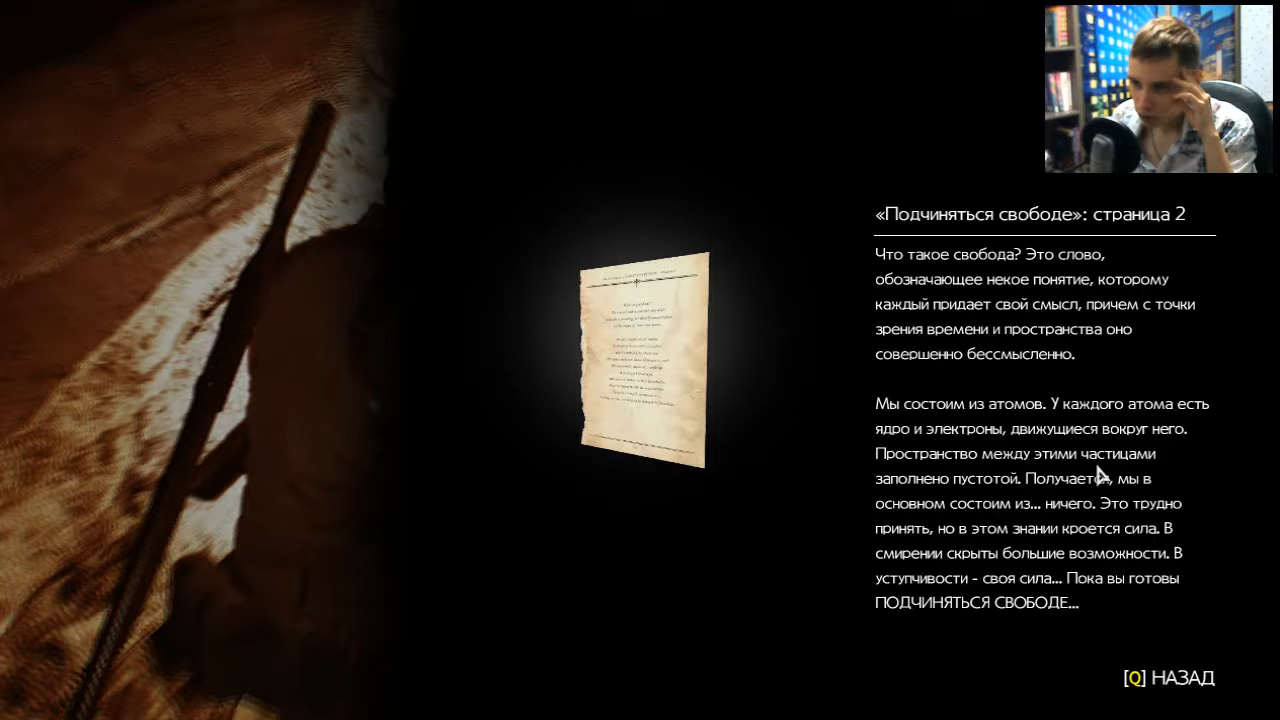 «Подчиняться свободе»: страница 2
Что такое свобода? Это слово,
обозначающее некое понятие, которому
каждый придает свой смысл, причем с точки
зрения времени и пространства оно
совершенно бессмысленно.
Мы состоим из атомов. У каждого атома есть
ядро и электроны, движущиеся вокруг него.
Пространство между этими частицами
заполнено пустотой. Получается, мы в
основном состоим из... ничего. Это трудно
принять, но в этом знании кроется сила. В
смирении скрыты большие возможности. В
уступчивости - своя сила... Пока вы готовы
ПОДЧИНЯТЬСЯ СВОБОДЕ...
[Q] НАЗАД